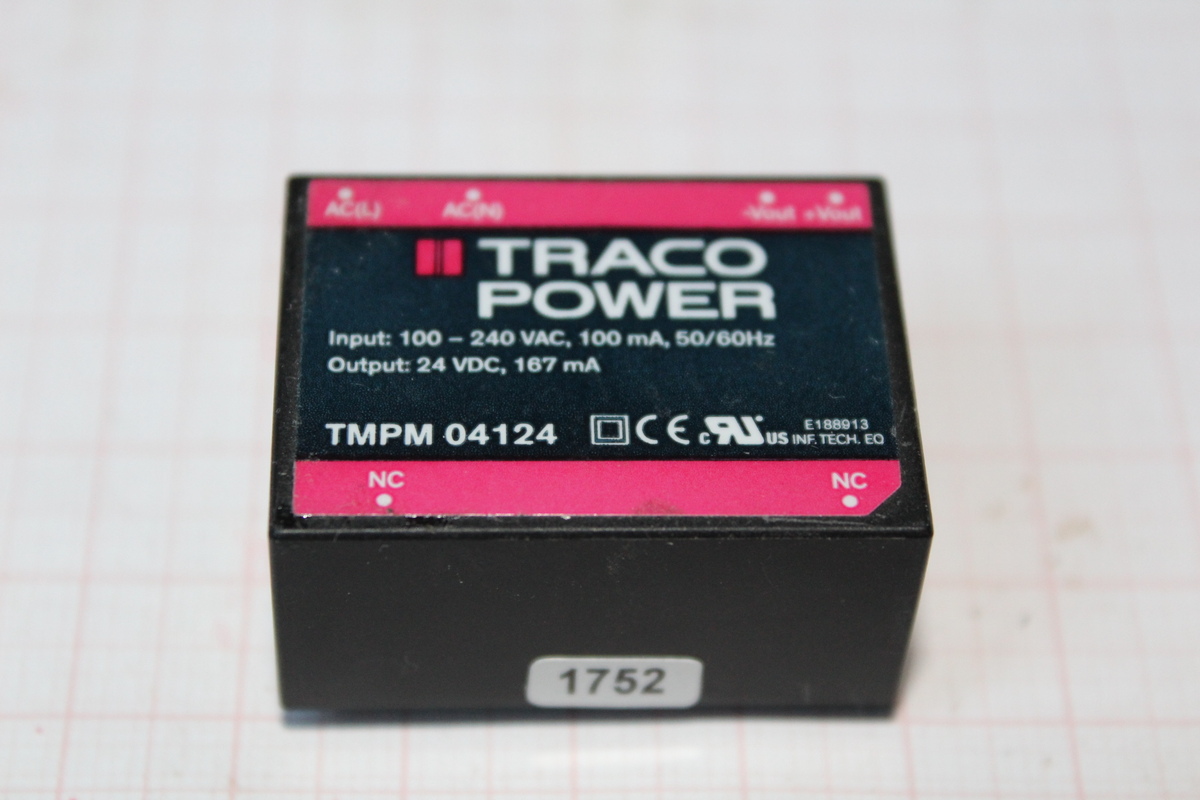 AC(L) AC(N) -Vout +Vout
TRACO
POWER
Input: 100 – 240 VAC, 100 mA, 50/60Hz
Output: 24 VDC, 167 mA
TMPM 04124 CE c RU US E188913
INF. TECH. EQ
NC NC
1752